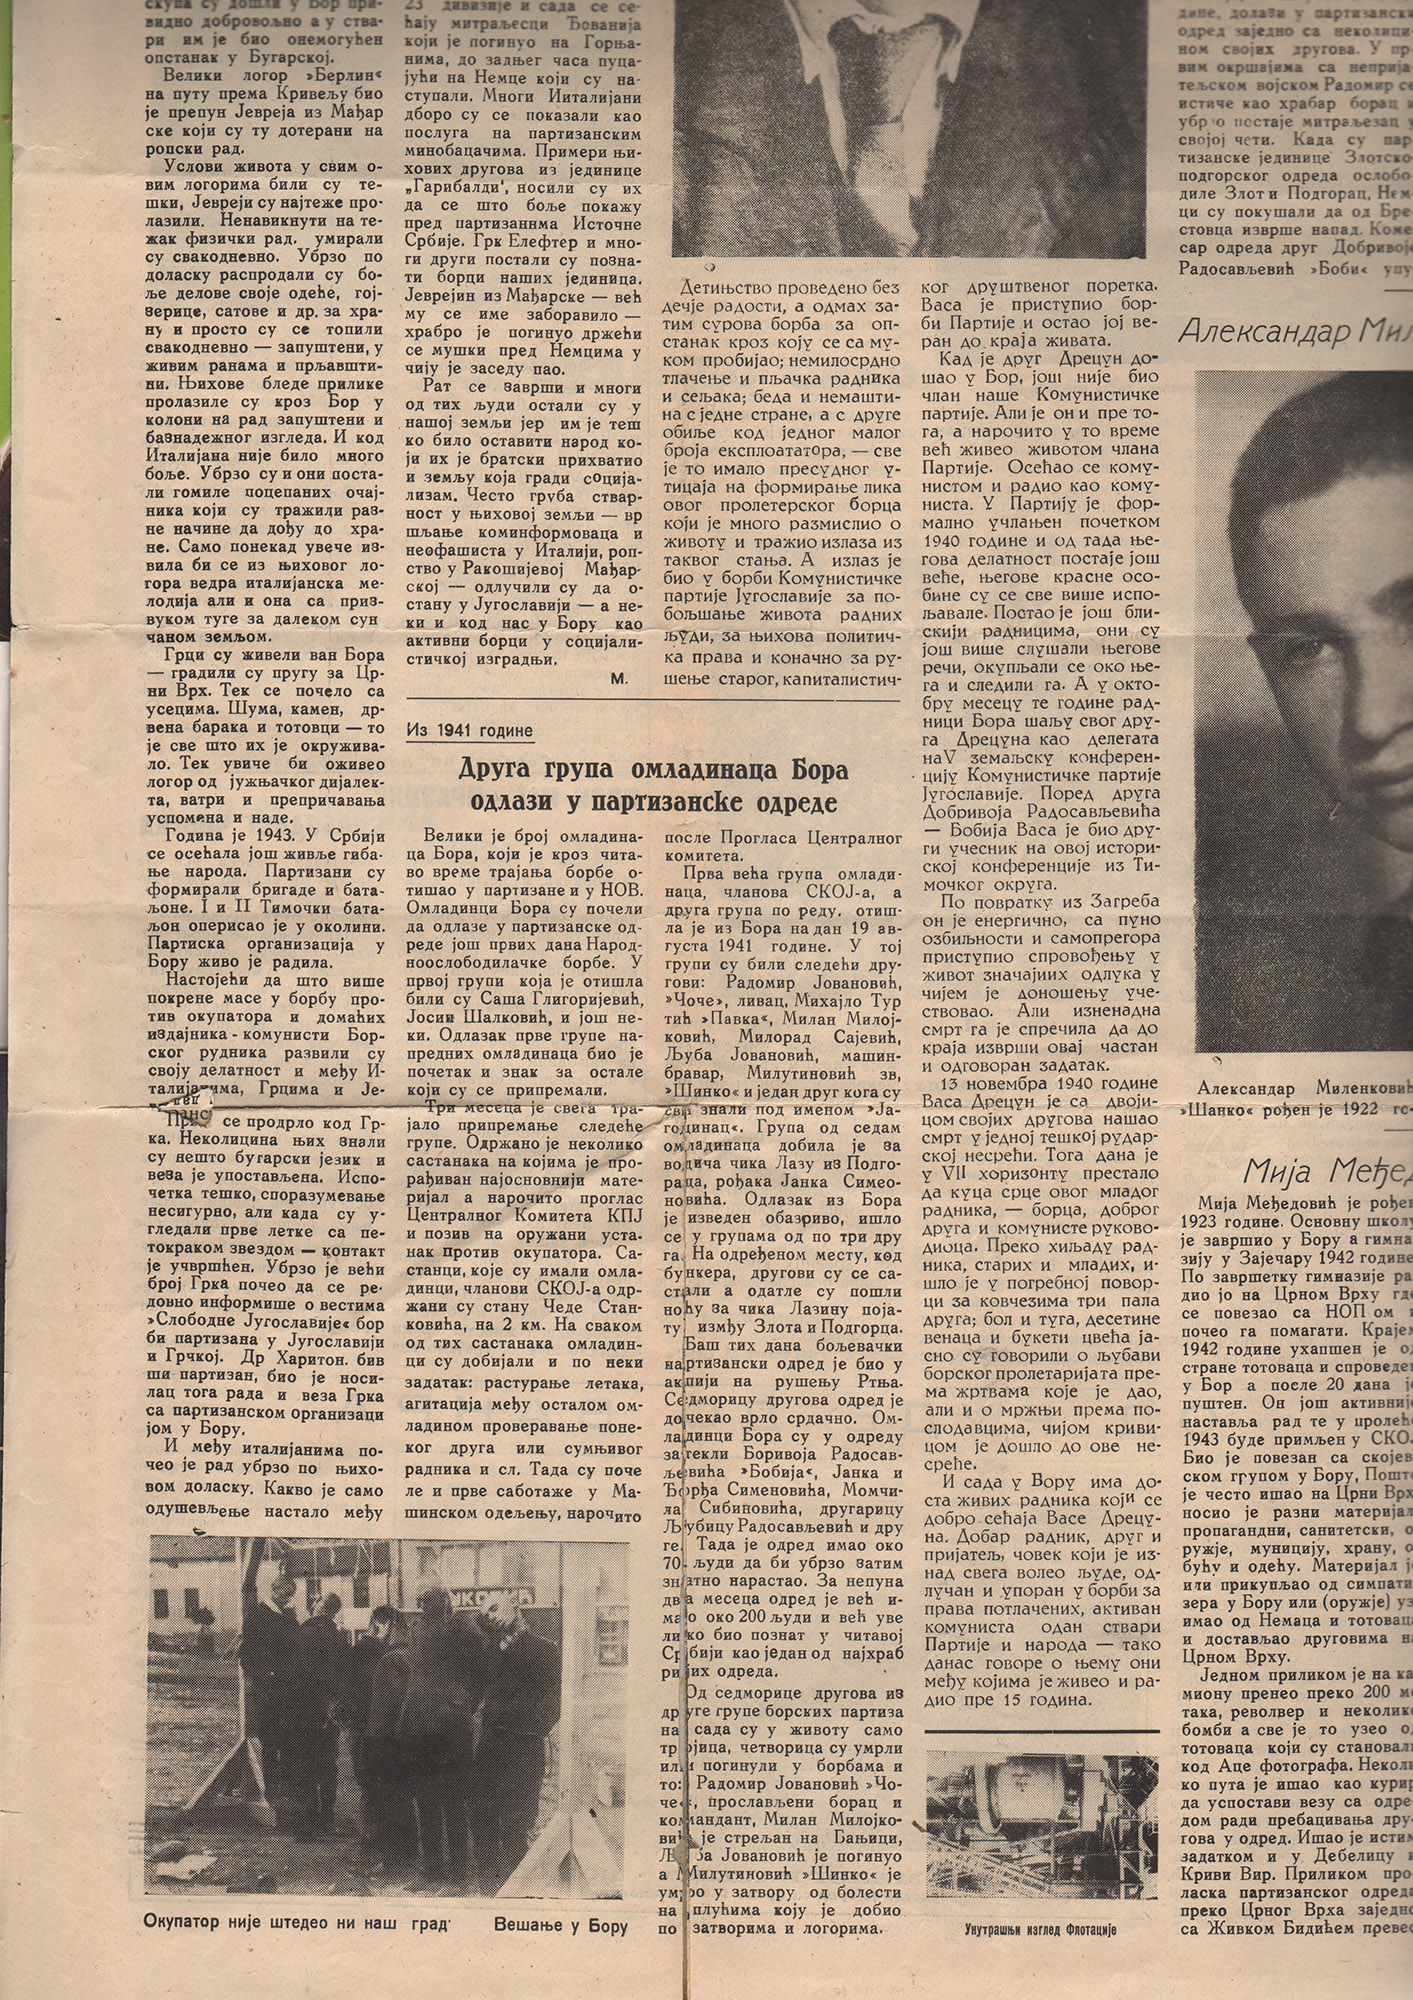 скупа су дошли у Бор при-
видно добровољно а у ства-
ри им је био онемогућен
опстанак у Бугарској.
Велики логор »Берлин«
на путу према Кривељу био
је препун Јевреја из Мађар
ске који су ту дотерани на
ропски рад.
Услови живота у свим о-
вим логорима били су те-
шки, Јевреји су најтеже про-
лазили. Ненавикнути на те-
жак физички рад. умирали
су свакодневно. Убрзо по
доласку распродали су бо-
ље делове своје одеће, гој-
зерице, сатове и др. за хра-
ну и просто су се топили
свакодневно — запуштени, у
живим ранама и прљавшти-
ни. Њихове бледе прилике
пролазиле су кроз Бор у
колони на рад запуштени и
базнадежног изгледа. И код
Италијана није било много
боље. Убрзо су и они поста-
ли гомиле поцепаних очај-
ника који су тражили раз-
не начине да дођу до хра-
не. Само понекад увече из-
вила би се из њиховог ло-
гора ведра италијанска ме-
лодија али и она са приз-
вуком туге за далеком сун
чаном земљом.
Грци су живели ван Бора
— градили су пругу за Цр-
ни Врх. Тек се почело са
усецима. Шума, камен, др-
вена барака и тотовци — то
је све што их је окружива-
ло. Тек увиче би оживео
логор од јужњачког дијалек-
та, ватри и препричавања
успомена и наде.
Година је 1943. У Србији
се осећала још живље гиба-
ње народа. Партизани су
формирали бригаде и бата-
љоне. I и II Тимочки бата-
љон оперисао је у околини.
Партиска организација у
Бору живо је радила.
Настојећи да што више
покрене масе у борбу про-
тив окупатора и домаћих
издајника - комунисти Бор-
ског рудника развили су
своју делатност и међу И-
талијанима, Грцима и Је-
се продрло код Гр-
ка. Неколицина њих знали
су нешто бугарски језик и
веза је упостављена. Испо-
четка тешко, споразумевање
несигурно, али када су у-
гледали прве летке са пе-
токраком звездом — контакт
је учвршћен. Убрзо је већи
број Грка почео да се ре-
довно информише о вестима
»Слободне Југославије« бор
би партизана у Југославији
и Грчкој. Др Харитон. бив
ши партизан, био је носи-
лац тога рада и веза Грка
са партизанском организаци
јом у Бору.
И међу италијанима по-
чео је рад убрзо по њихо-
вом доласку. Какво је само
одушевљење настало међу
23 дивизије и сада се се-
ћају митраљесци Ђованија
који је погинуо на Горња-
нима, до задњег часа пуца-
јући на Немце који су на-
ступали. Многи Ииталијани
дборо су се показали као
послуга на партизанским
минобацачима. Примери њи-
хових другова из јединице
„Гарибалди', носили су их
да се што боље покажу
пред партизанима Источне
Србије. Грк Елефтер и мно-
ги други постали су позна-
ти борци наших јединица.
Јеврејин из Мађарске — већ
му се име заборавило —
храбро је погинуо држећи
се мушки пред Немцима у
чију је заседу пао.
Рат се заврши и многи
од тих људи остали су у
нашој земљи јер им је теш
ко било оставити народ ко-
ји их је братски прихватио
и земљу која гради соција-
лизам. Често груба ствар-
ност у њиховој земљи — вр
шљање коминформоваца и
неофашиста у Италији, роп-
ство у Ракошијевој Мађар-
ској — одлучили су да о-
стану у Југославији — а не-
ки и код нас у Бору као
активни борци у социјали-
стичкој изградњи.
М.
Из 1941 године
Друга група омладинаца Бора
одлази у партизанске одреде
Велики је број омладина-
ца Бора, који је кроз чита-
во време трајања борбе о-
тишао у партизане и у НОВ.
Омладинци Бора су почели
да одлазе у партизанске од-
реде још првих дана Народ-
ноослободилачке борбе. У
првој групи која је отишла
били су Саша Глигоријевић,
Јосип Шалковић, и још не-
ки. Одлазак прве групе на-
предних омладинаца био је
почетак и знак за остале
који су се припремали.
Три месеца је свега тра-
јало припремање следеће
групе. Одржано је неколико
састанака на којима је про-
рађиван најосновнији мате-
ријал а нарочито проглас
Централног Комитета КПЈ
и позив на оружани уста-
нак против окупатора. Са-
станци, које су имали омла-
динци, чланови СКОЈ-а одр-
жани су стану Чеде Стан-
ковића, на 2 км. На сваком
од тих састанака омладин-
ци су добијали и по неки
задатак: растурање летака,
агитација међу осталом ом-
ладином проверавање поне-
ког друга или сумњивог
радника и сл. Тада су поче
ле и прве саботаже у Ма-
шинском одељењу, нарочито
после Прогласа Централног
комитета.
Прва већа група омлади-
наца, чланова СКОЈ-а, а
друга група по реду. отиш-
ла је из Бора на дан 19 ав-
густа 1941 године. У тој
групи су били следећи дру-
гови: Радомир Јовановић,
»Чоче», ливац, Михајло Тур
тић »Павка«, Милан Милој-
ковић, Милорад Сајевић,
Љуба Јовановић, машин-
бравар, Милутиновић зв,
»Шинко« и један друг кога су
сви знали под именом »Ја-
годинац«. Група од седам
омладинаца добила је за
водича чика Лазу из Подго-
раца, рођака Јанка Симео-
новића. Одлазак из Бора
је изведен обазриво, ишло
се у групама од по три дру
га. На одређеном месту, код
бункера, другови су се са-
стали а одатле су пошли
ноћу за чика Лазину поја-
ту, измђу Злота и Подгорца.
Баш тих дана бољевачки
партизански одред је био у
акцији на рушењу Ртња.
Седморицу другова одред је
дочекао врло срдачно. Ом-
ладинци Бора су у одреду
затекли Боривоја Радосав-
љевића »Бобија«, Јанка и
Ђорђа Сименовића, Момчи-
ла Сибиновића, другарицу
Љубицу Радосављевић и дру
ге. Тада је одред имао око
70 људи да би убрзо затим
знатно нарастао. За непуна
два месеца одред је већ и-
мао око 200 људи и већ уве
лико био познат у читавој
Србији као један од најхраб
ријих одреда.
Од седморице другова из
друге групе борских партиза
на сада су у животу само
тројица, четворица су умрли
или погинули у борбама и
то: Радомир Јовановић »Чо-
че«, прослављени борац и
командант, Милан Милојко-
вић је стрељан на Бањици,
Љуба Јовановић је погинуо
а Милутиновић »Шинко« је
умро у затвору од болести
на плућима коју је добио
по затворима и логорима.
Детињство проведено без
дечје радости, а одмах за-
тим сурова борба за оп-
станак кроз коју се са му-
ком пробијао; немилосрдно
тлачење и пљачка радника
и сељака; беда и немашти-
на с једне стране, а с друге
обиље код једног малог
броја експлоататора, — све
је то имало пресудног у-
тицаја на формирање лика
овог пролетерског борца
који је много размислио о
животу и тражио излаза из
таквог стања. А излаз је
био у борби Комунистичке
партије Југославије за по-
бољшање живота радних
људи, за њихова политич-
ка права и коначно за ру-
шење старог, капиталистич-
ког друштвеног поретка.
Васа је приступио бор-
би Партије и остао јој ве-
ран до краја живата.
Кад је друг Дрецун до-
шао у Бор, још није био
члан наше Комунистичке
партије. Али је он и пре то-
га, а нарочито у то време
већ живео животом члана
Партије. Осећао се кому-
нистом и радио као кому-
ниста. У Партију је фор-
мално учлањен почетком
1940 године и од тада ње-
гова делатност постаје још
веће, његове красне осо-
бине су се све више испо-
љавале. Постао је још бли-
скији радницима, они су
још више слушали његове
речи, окупљали се око ње-
га и следили га. А у окто-
бру месецу те године рад-
ници Бора шаљу свог дру-
га Дрецуна као делегата
на V земаљску конферен-
цију Комунистичке партије
Југославије. Поред друга
Добривоја Радосављевића
— Бобија Васа је био дру-
ги учесник на овој истори-
ској конференције из Ти-
мочког округа.
По повратку из Загреба
он је енергично, са пуно
озбиљности и самопрегора
приступио спровођењу у
живот значајиих одлука у
чијем је доношењу уче-
ствовао. Али изненадна
смрт га је спречила да до
краја изврши овај частан
и одговоран задатак.
13 новембра 1940 године
Васа Дрецун је са двоји-
цом својих другова нашао
смрт у једној тешкој рудар-
ској несрећи. Тога дана је
у VII хоризонту престало
да куца срце овог младог
радника, — борца, доброг
друга и комунисте руково-
диоца. Преко хиљаду рад-
ника, старих и младих, и-
шло је у погребној повор-
ци за ковчезима три пала
друга; бол и туга, десетине
венаца и букети цвећа ја-
сно су говорили о љубави
борског пролетаријата пре-
ма жртвама које је дао,
али и о мржњи према по-
слодавцима, чијом криви-
цом је дошло до ове не-
среће.
И сада у Бору има до-
ста живих радника који се
добро сећаја Васе Дрецу-
на. Добар радник, друг и
пријатељ, човек који је из-
над свега волео људе, од-
лучан и упоран у борби за
права потлачених, активан
комуниста одан ствари
Партије и народа — тако
данас говоре о њему они
међу којима је живео и ра-
дио пре 15 година.
дине, долази у партизански
одред заједно са неколици-
ном својих другова. У пр-
вим окршајима са неприја-
тељском војском Радомир се
истиче као храбар борац и
убрзо постаје митраљезац у
својој чети. Када су пар-
тизанске јединице Злотско-
подгорског одреда ослобо-
диле Злот и Подгорац, Нем-
ци су покушали да од Бре-
стовца изврше напад. Коме-
сар одреда друг Добривоје
Радосављевић »Боби« упу
Александар Мил
Александар Миленковић
»Шанко« рођен је 1922 го-
Мија Међед
Мија Међедовић је рођен
1923 године. Основну школу
је завршио у Бору а гимна
зију у Зајечару 1942 године
По завршетку гимназије ра
дио јо на Црном Врху где
се повезао са НОП ом и
почео га помагати. Крајем
1942 године ухапшен је од
стране тотоваца и спроведен
у Бор а после 20 дана је
пуштен. Он још активније
наставља рад те у пролеће
1943 буде примљен у СКОЈ
Био је повезан са скојев
ском групом у Бору, Пошто
је често ишао на Црни Врх
носио је разни материјал
пропагандни, санитетски, о
ружје, муницију, храну, о
бућу и одећу. Материјал је
или прикупљао од симпати
зера у Бору или (оружје) уз
имао од Немаца и тотоваца
и достављао друговима на
Црном Врху.
Једном приликом је на ка
миону пренео преко 200 ме
така, револвер и неколико
бомби а све је то узео од
тотоваца који су становали
код Аце фотографа. Неколи
ко пута је ишао као курир
да успостави везу са одре-
дом ради пребацивања дру-
гова у одред. Ишао је истим
задатком и у Дебелицу и
Криви Вир. Приликом про-
ласка партизанског одреда
преко Црног Врха заједно
са Живком Бидићем превео
Окупатор није штедео ни наш град. Вешање у Бору
Унутрашњи изглед Флотације